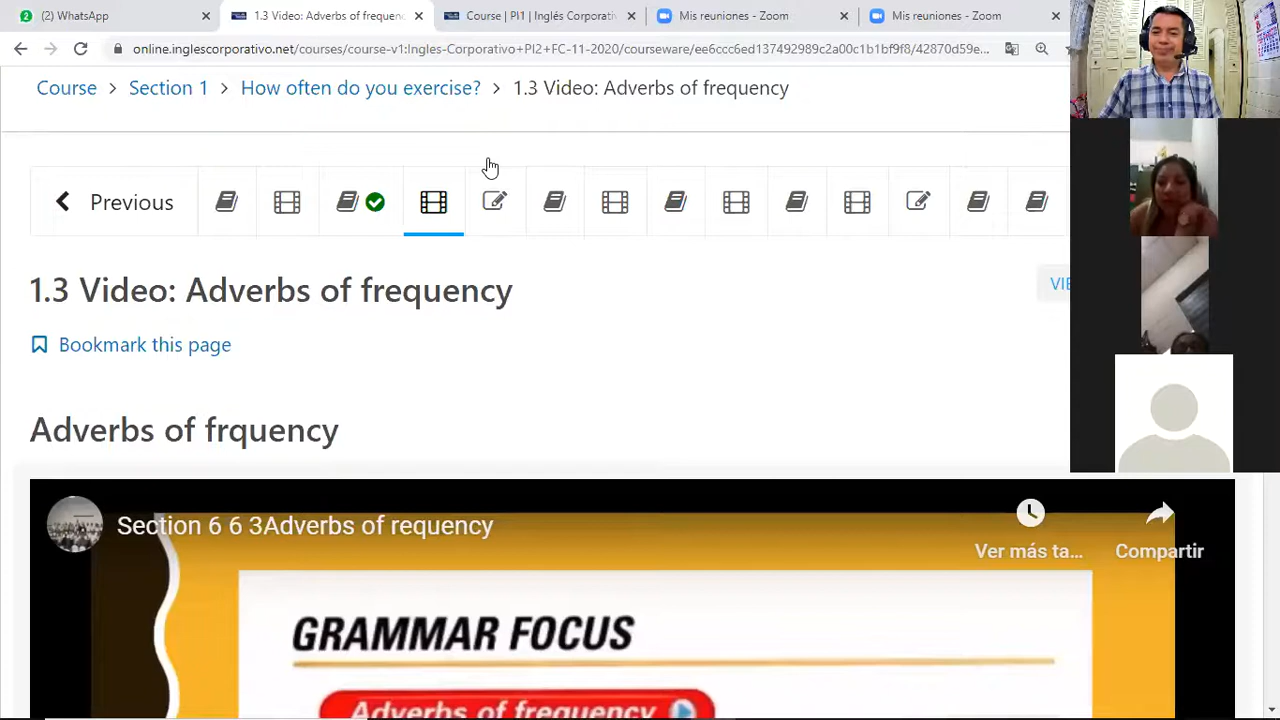 (2) WhatsApp
1.3 Video: Adverbs of frequen
Course | PI1 | Inglés Corporativ
Mis reuniones - Zoom
Mis reuniones - Zoom
online.inglescorporativo.net/courses/course-v1:Ingles-Corporativo+PI2+FC-11-2020/courseware/ee6ccc6ed137492989c2a00c1b1bf26/42870d59e...
Course > Section 1 > How often do you exercise? > 1.3 Video: Adverbs of frequency
Previous
1.3 Video: Adverbs of frequency
VIE
Bookmark this page
Adverbs of frquency
Section 6 6 3Adverbs of requency
Ver más ta...
Compartir
GRAMMAR FOCUS
Adverbs of frequency